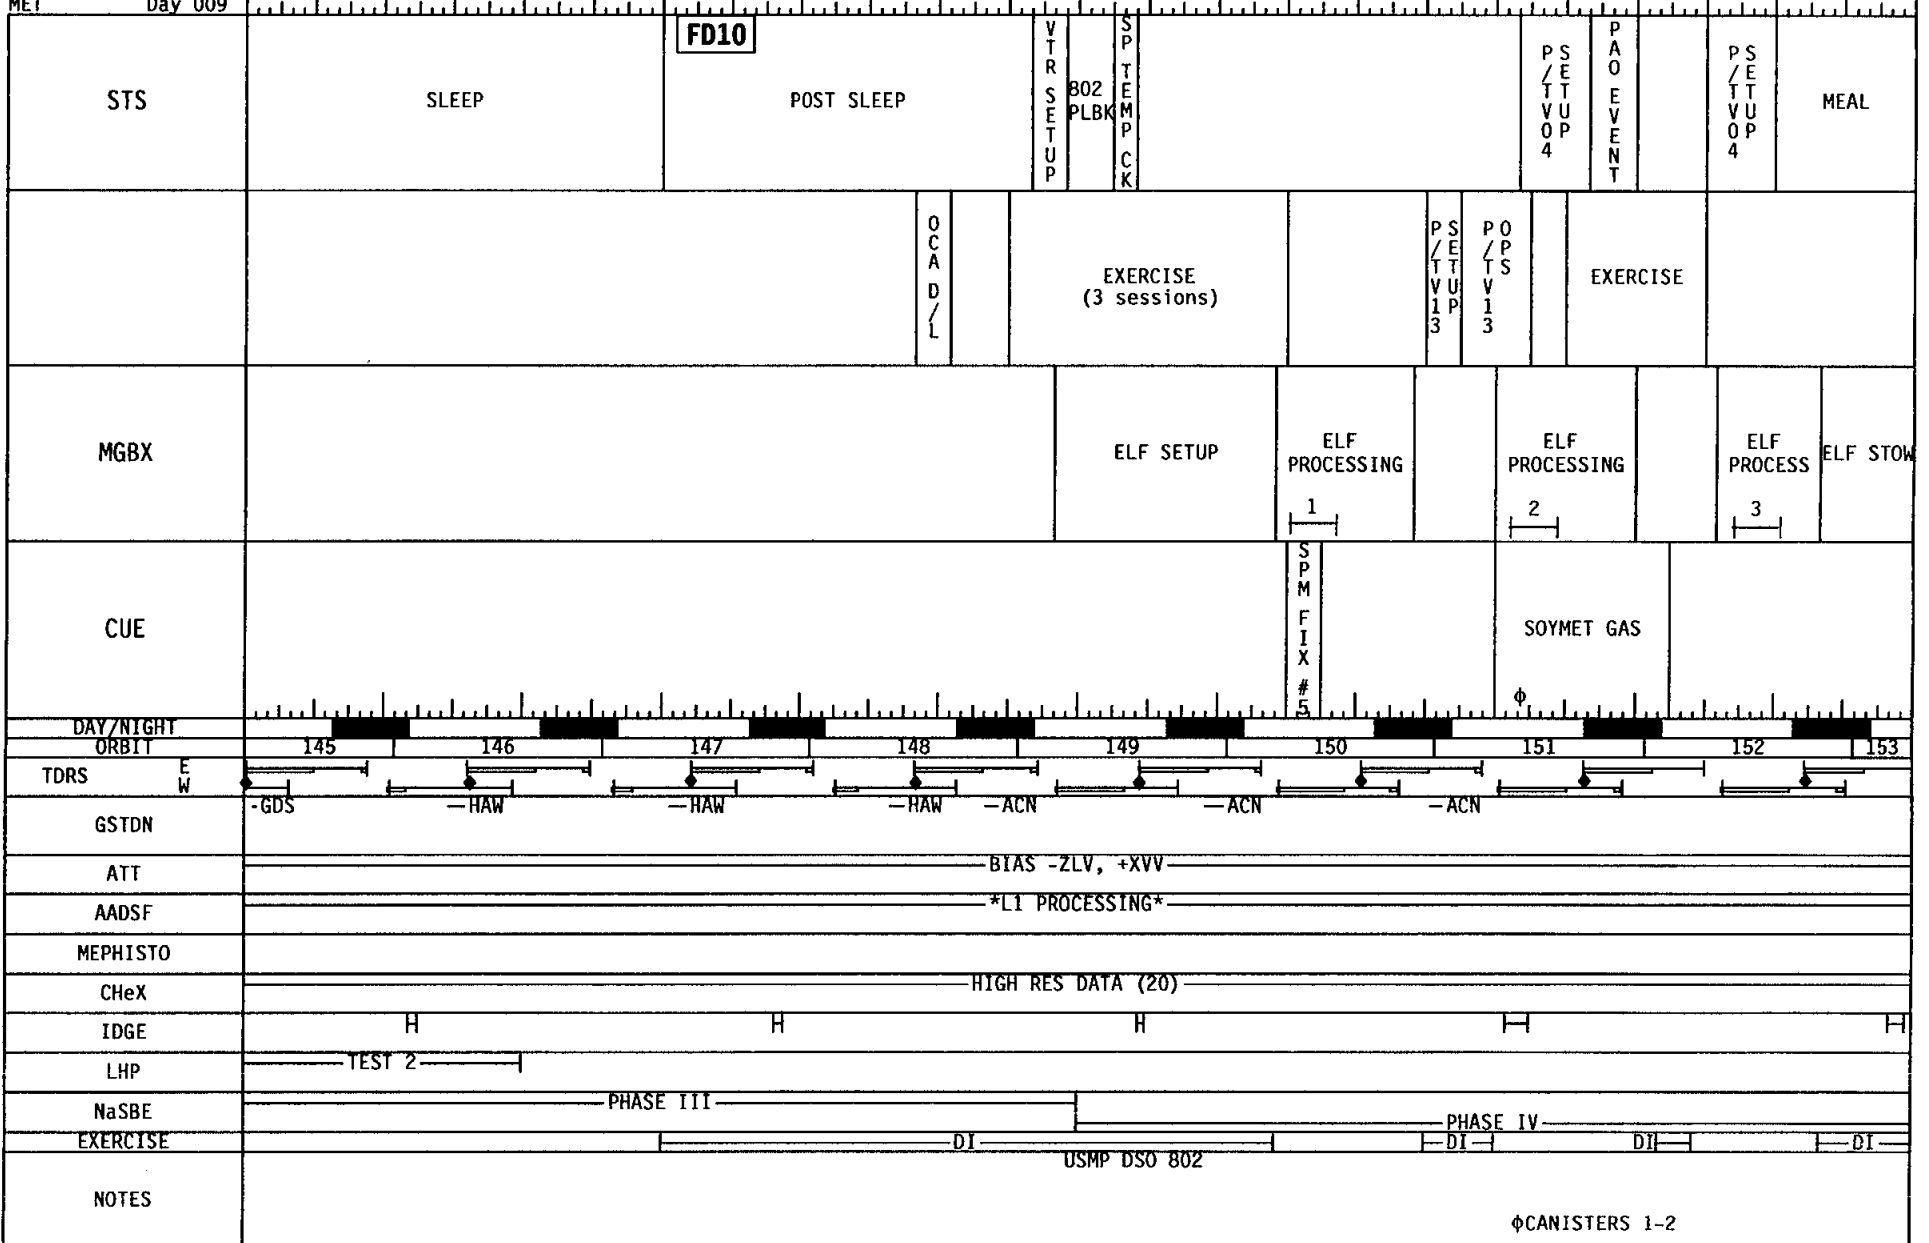 MET Day 009
FD10
STS
SLEEP
POST SLEEP
VTR SETUP
802 PLBK
SP TEMP CK
P/TV04 SETUP
PAO EVENT
P/TV04 SETUP
MEAL
OCA D/L
EXERCISE
(3 sessions)
P/TV13 SETUP
P/TV13 OPS
EXERCISE
MGBX
ELF SETUP
ELF
PROCESSING
1
ELF
PROCESSING
2
ELF
PROCESS
3
ELF STOW
CUE
SPM FIX #5
SOYMET GAS
ϕ
DAY/NIGHT
ORBIT 145 146 147 148 149 150 151 152 153
TDRS E
W
-GDS —HAW —HAW —HAW —ACN —ACN —ACN
GSTDN
ATT BIAS -ZLV, +XVV
AADSF *L1 PROCESSING*
MEPHISTO
CHeX HIGH RES DATA (20)
IDGE
LHP TEST 2
NaSBE PHASE III PHASE IV
EXERCISE DI DI DI DI
USMP DSO 802
NOTES
ϕCANISTERS 1-2